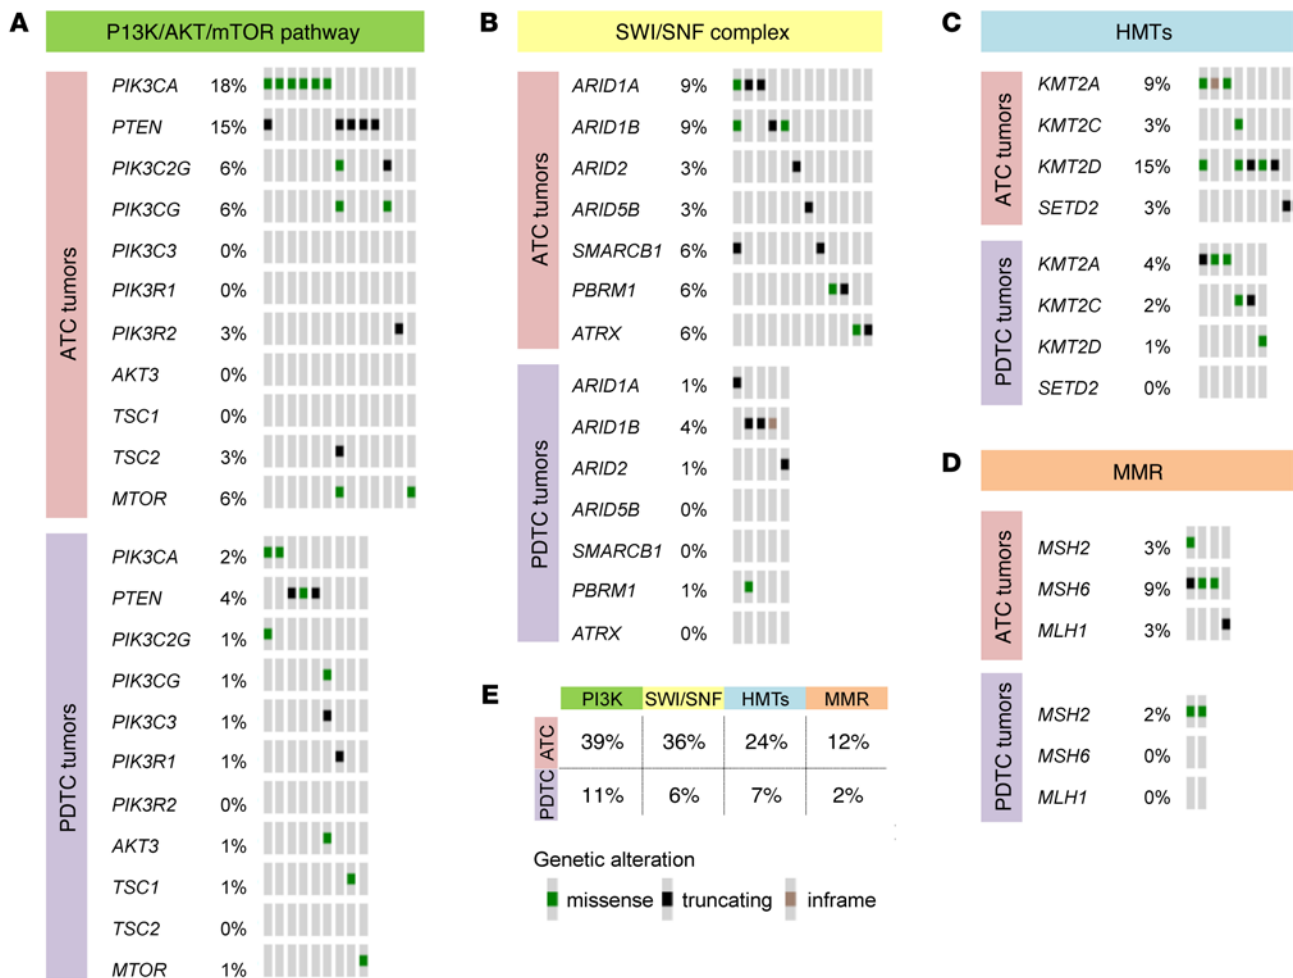 A
P13K/AKT/mTOR pathway
ATC tumors
PIK3CA 18%
PTEN 15%
PIK3C2G 6%
PIK3CG 6%
PIK3C3 0%
PIK3R1 0%
PIK3R2 3%
AKT3 0%
TSC1 0%
TSC2 3%
MTOR 6%
PDTC tumors
PIK3CA 2%
PTEN 4%
PIK3C2G 1%
PIK3CG 1%
PIK3C3 1%
PIK3R1 1%
PIK3R2 0%
AKT3 1%
TSC1 1%
TSC2 0%
MTOR 1%
B
SWI/SNF complex
ATC tumors
ARID1A 9%
ARID1B 9%
ARID2 3%
ARID5B 3%
SMARCB1 6%
PBRM1 6%
ATRX 6%
PDTC tumors
ARID1A 1%
ARID1B 4%
ARID2 1%
ARID5B 0%
SMARCB1 0%
PBRM1 1%
ATRX 0%
C
HMTs
ATC tumors
KMT2A 9%
KMT2C 3%
KMT2D 15%
SETD2 3%
PDTC tumors
KMT2A 4%
KMT2C 2%
KMT2D 1%
SETD2 0%
D
MMR
ATC tumors
MSH2 3%
MSH6 9%
MLH1 3%
PDTC tumors
MSH2 2%
MSH6 0%
MLH1 0%
E
PI3K SWI/SNF HMTs MMR
ATC 39% 36% 24% 12%
PDTC 11% 6% 7% 2%
Genetic alteration
missense truncating inframe